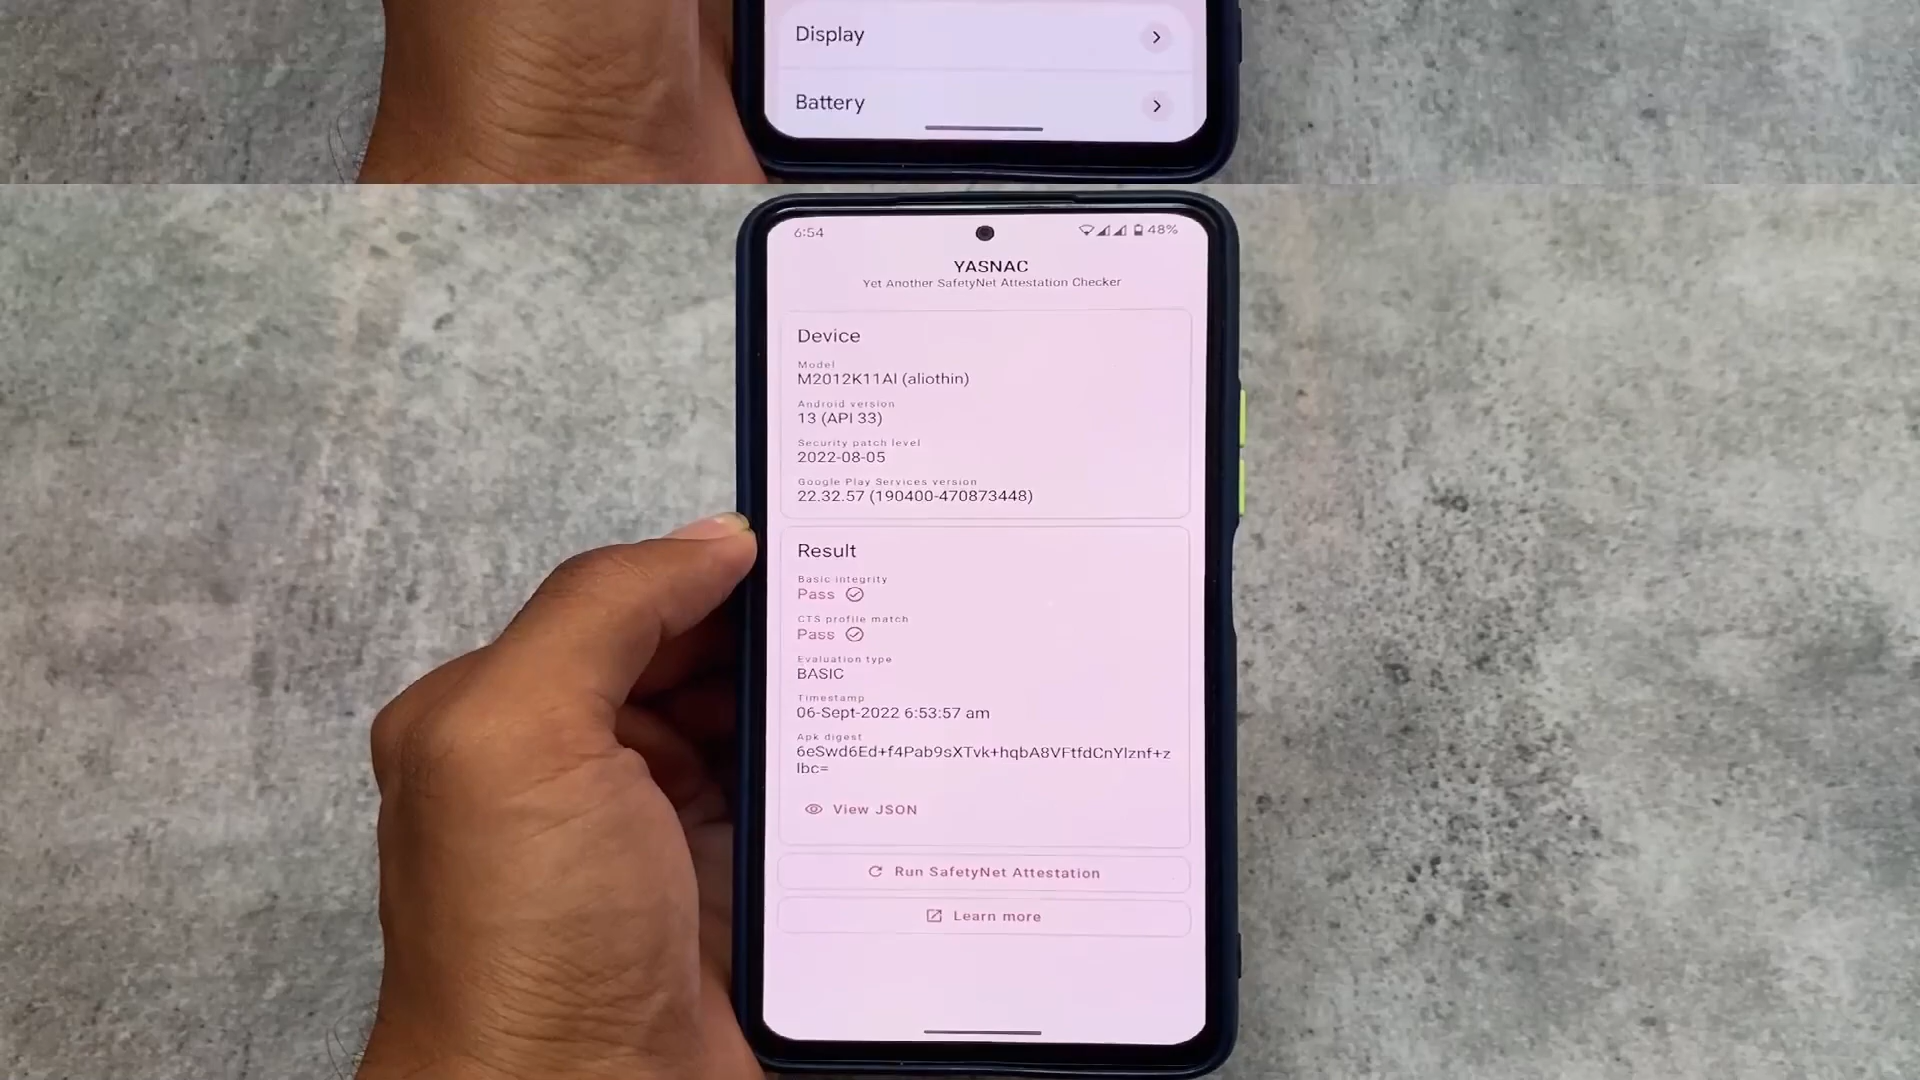 Display
Battery
6:54
48%
YASNAC
Yet Another SafetyNet Attestation Checker
Device
Model
M2012K11AI (aliothin)
Android version
13 (API 33)
Security patch level
2022-08-05
Google Play Services version
22.32.57 (190400-470873448)
Result
Basic integrity
Pass
CTS profile match
Pass
Evaluation type
BASIC
Timestamp
06-Sept-2022 6:53:57 am
Apk digest
6eSwd6Ed+f4Pab9sXTvk+hqbA8VFtfdCnYlznf+z
lbc=
View JSON
Run SafetyNet Attestation
Learn more